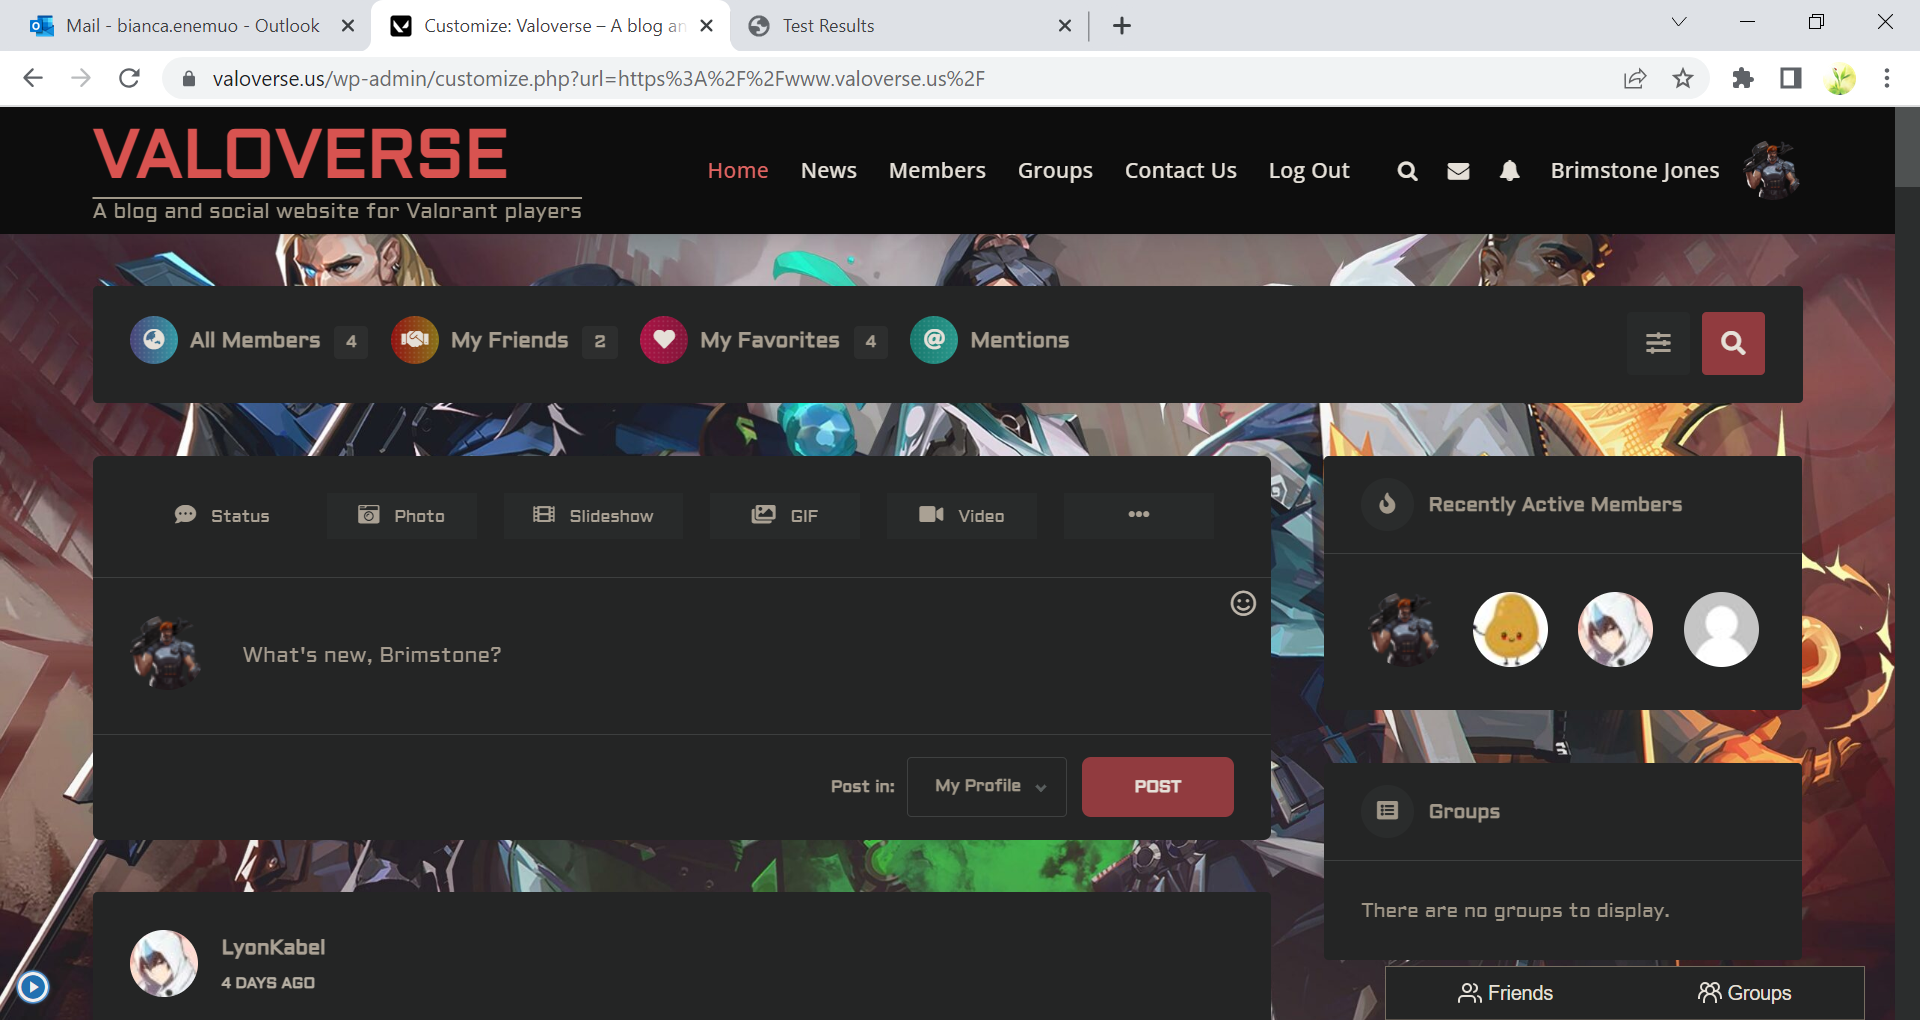 Mail - bianca.enemuo - Outlook
Customize: Valoverse – A blog an
Test Results
valoverse.us/wp-admin/customize.php?url=https%3A%2F%2Fwww.valoverse.us%2F
VALOVERSE
A blog and social website for Valorant players
Home News Members Groups Contact Us Log Out Brimstone Jones
All Members 4 My Friends 2 My Favorites 4 @ Mentions
Status Photo Slideshow GIF Video
Recently Active Members
What's new, Brimstone?
Post in: My Profile POST
Groups
There are no groups to display.
LyonKabel
4 DAYS AGO
Friends Groups